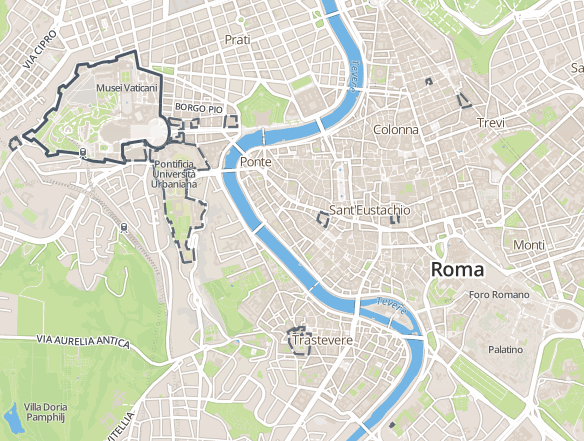 Prati
VIA CIPRO
Tevere
Sa
Musei Vaticani
BORGO PIO
Colonna
Trevi
Ponte
Pontificia
Università
Urbaniana
Sant'Eustachio
Monti
Roma
Foro Romano
Tevere
VIA AURELIA ANTICA
Trastevere
Palatino
Villa Doria
Pamphilj
VITELLIA